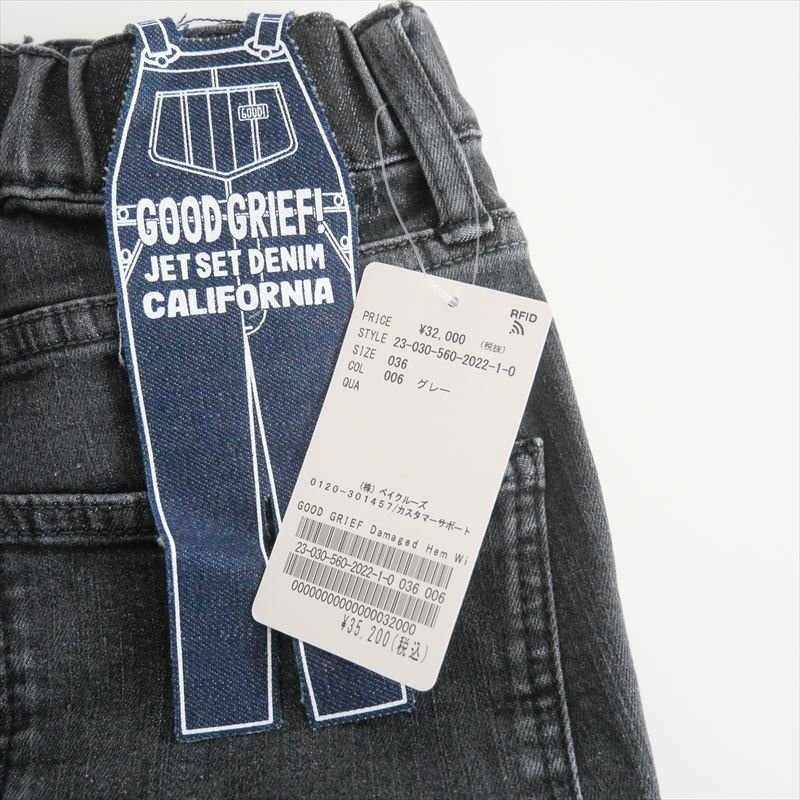 GOOD!
GOOD GRIEF!
JET SET DENIM
CALIFORNIA
RFID
PRICE ¥32,000 (税抜)
STYLE 23-030-560-2022-1-0
SIZE 036
COL 006 グレー
QUA
(株) ベイクルーズ
0120-301457/カスタマーサポート
GOOD GRIEF Damaged Hem Wi
23-030-560-2022-1-0 036 006
0000000000000032000
¥35,200(税込)